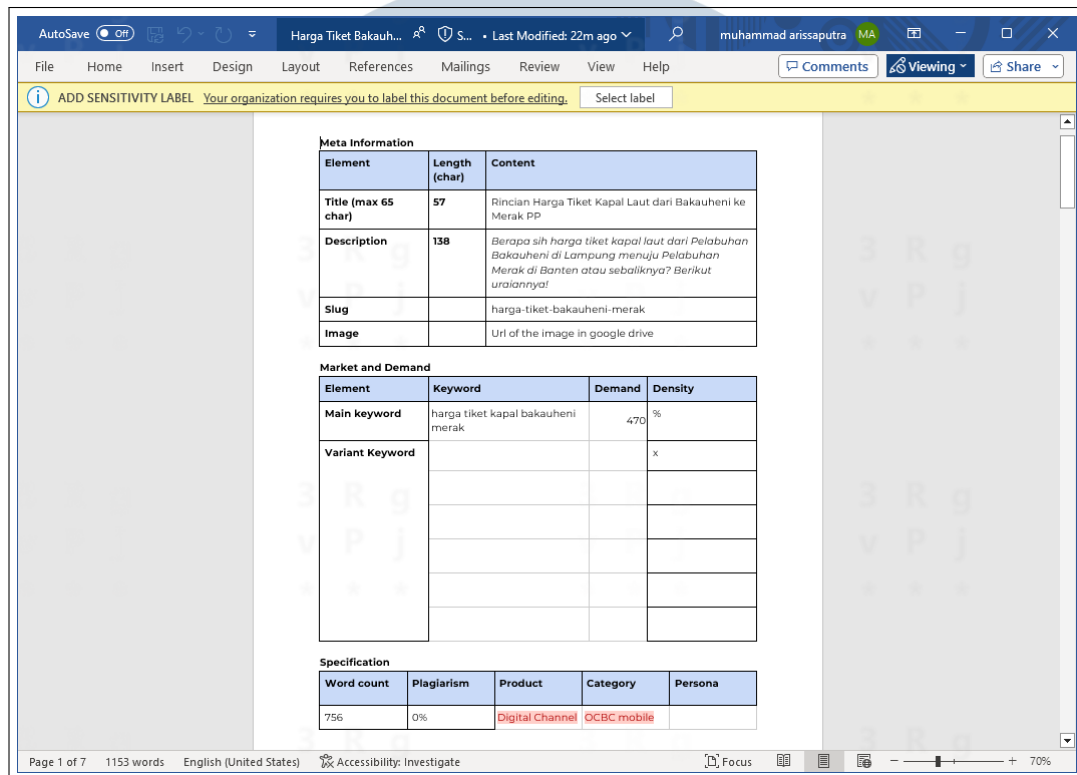 AutoSave Off Harga Tiket Bakauh... S... • Last Modified: 22m ago muhammad arissaputra MA
File Home Insert Design Layout References Mailings Review View Help Comments Viewing Share
ADD SENSITIVITY LABEL Your organization requires you to label this document before editing. Select label
Meta Information
Element Length (char) Content
Title (max 65 char) 57 Rincian Harga Tiket Kapal Laut dari Bakauheni ke
Merak PP
Description 138 Berapa sih harga tiket kapal laut dari Pelabuhan
Bakauheni di Lampung menuju Pelabuhan
Merak di Banten atau sebaliknya? Berikut
uraiannya!
Slug harga-tiket-bakauheni-merak
Image Url of the image in google drive
Market and Demand
Element Keyword Demand Density
Main keyword harga tiket kapal bakauheni
merak 470 %
Variant Keyword x
Specification
Word count Plagiarism Product Category Persona
756 0% Digital Channel OCBC mobile
3 R g
v P j
* * *
3 R g
v P j
* * *
3 R g
v P j
* * *
3 R g
v P j
* * *
Page 1 of 7 1153 words English (United States) Accessibility: Investigate Focus 70%